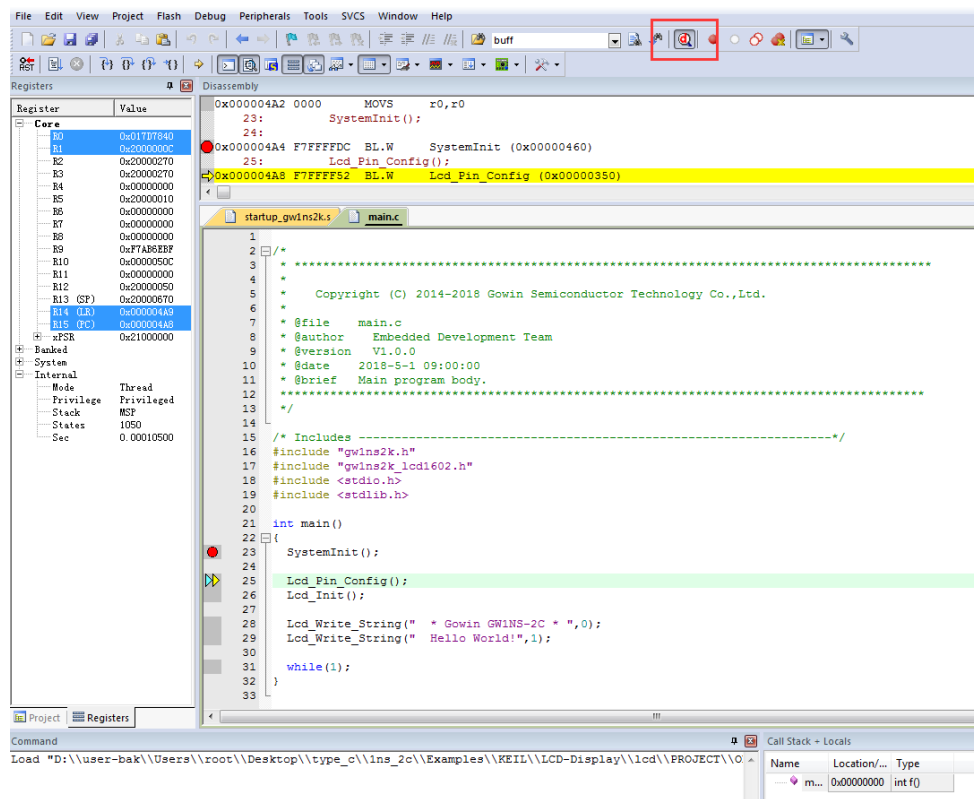 File Edit View Project Flash Debug Peripherals Tools SVCS Window Help
buff
RST
Registers
Disassembly
Register Value
Core
R0 0x017D7840
R1 0x2000000C
R2 0x20000270
R3 0x20000270
R4 0x00000000
R5 0x20000010
R6 0x00000000
R7 0x00000000
R8 0x00000000
R9 0xF7AB6EBF
R10 0x0000050C
R11 0x00000000
R12 0x20000050
R13 (SP) 0x20000670
R14 (LR) 0x000004A9
R15 (PC) 0x000004A8
xPSR 0x21000000
Banked
System
Internal
Mode Thread
Privilege Privileged
Stack MSP
States 1050
Sec 0.00010500
Project Registers
0x000004A2 0000 MOVS r0,r0
23: SystemInit();
24:
0x000004A4 F7FFFFDC BL.W SystemInit (0x00000460)
25: Lcd_Pin_Config();
0x000004A8 F7FFFF52 BL.W Lcd_Pin_Config (0x00000350)
startup_gw1ns2k.s main.c
1
2 /*
3 * ******************************************************************************************
4 *
5 * Copyright (C) 2014-2018 Gowin Semiconductor Technology Co.,Ltd.
6 *
7 * @file main.c
8 * @author Embedded Development Team
9 * @version V1.0.0
10 * @date 2018-5-1 09:00:00
11 * @brief Main program body.
12 ******************************************************************************************
13 */
14
15 /* Includes ------------------------------------------------------------------*/
16 #include "gw1ns2k.h"
17 #include "gw1ns2k_lcd1602.h"
18 #include <stdio.h>
19 #include <stdlib.h>
20
21 int main()
22 {
23 SystemInit();
24
25 Lcd_Pin_Config();
26 Lcd_Init();
27
28 Lcd_Write_String("  * Gowin GW1NS-2C * ",0);
29 Lcd_Write_String("  Hello World!",1);
30
31 while(1);
32 }
33
Command
Load "D:\\user-bak\\Users\\root\\Desktop\\type_c\\1ns_2c\\Examples\\KEIL\\LCD-Display\\lcd\\PROJECT\\O
Call Stack + Locals
Name Location/... Type
m... 0x00000000 int f()